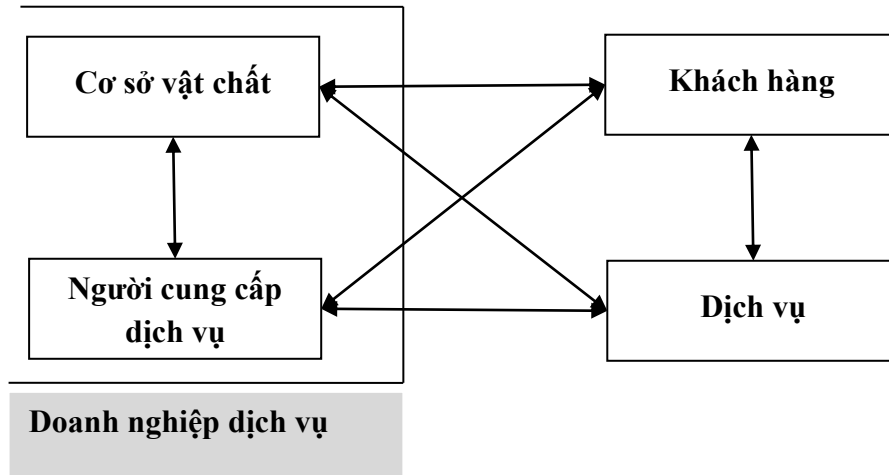 Cơ sở vật chất
Khách hàng
Người cung cấp
dịch vụ
Dịch vụ
Doanh nghiệp dịch vụ